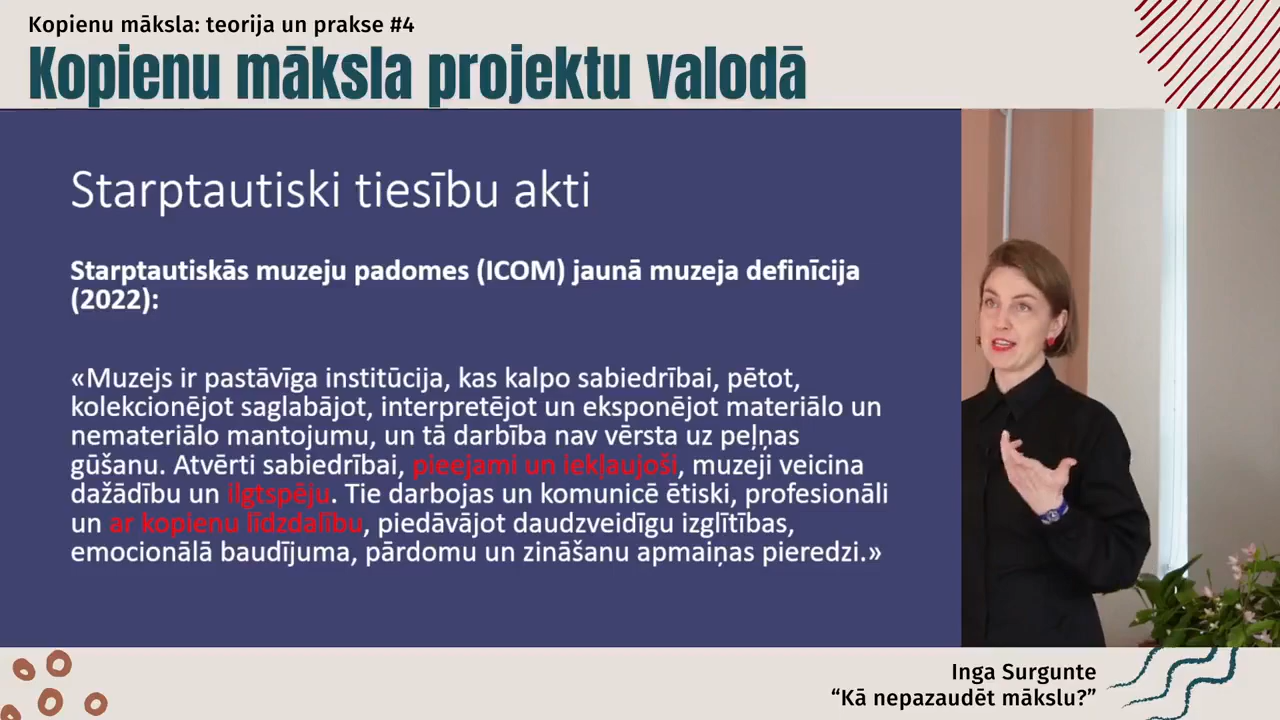 Kopienu māksla: teorija un prakse #4
Kopienu māksla projektu valodā
Starptautiski tiesību akti
Starptautiskās muzeju padomes (ICOM) jaunā muzeja definīcija
(2022):
«Muzejs ir pastāvīga institūcija, kas kalpo sabiedrībai, pētot,
kolekcionējot saglabājot, interpretējot un eksponējot materiālo un
nemateriālo mantojumu, un tā darbība nav vērsta uz peļņas
gūšanu. Atvērti sabiedrībai, pieejami un iekļaujoši, muzeji veicina
dažādību un ilgtspēju. Tie darbojas un komunicē ētiski, profesionāli
un ar kopienu līdzdalību, piedāvājot daudzveidīgu izglītības,
emocionālā baudījuma, pārdomu un zināšanu apmaiņas pieredzi.»
Inga Surgunte
“Kā nepazaudēt mākslu?”